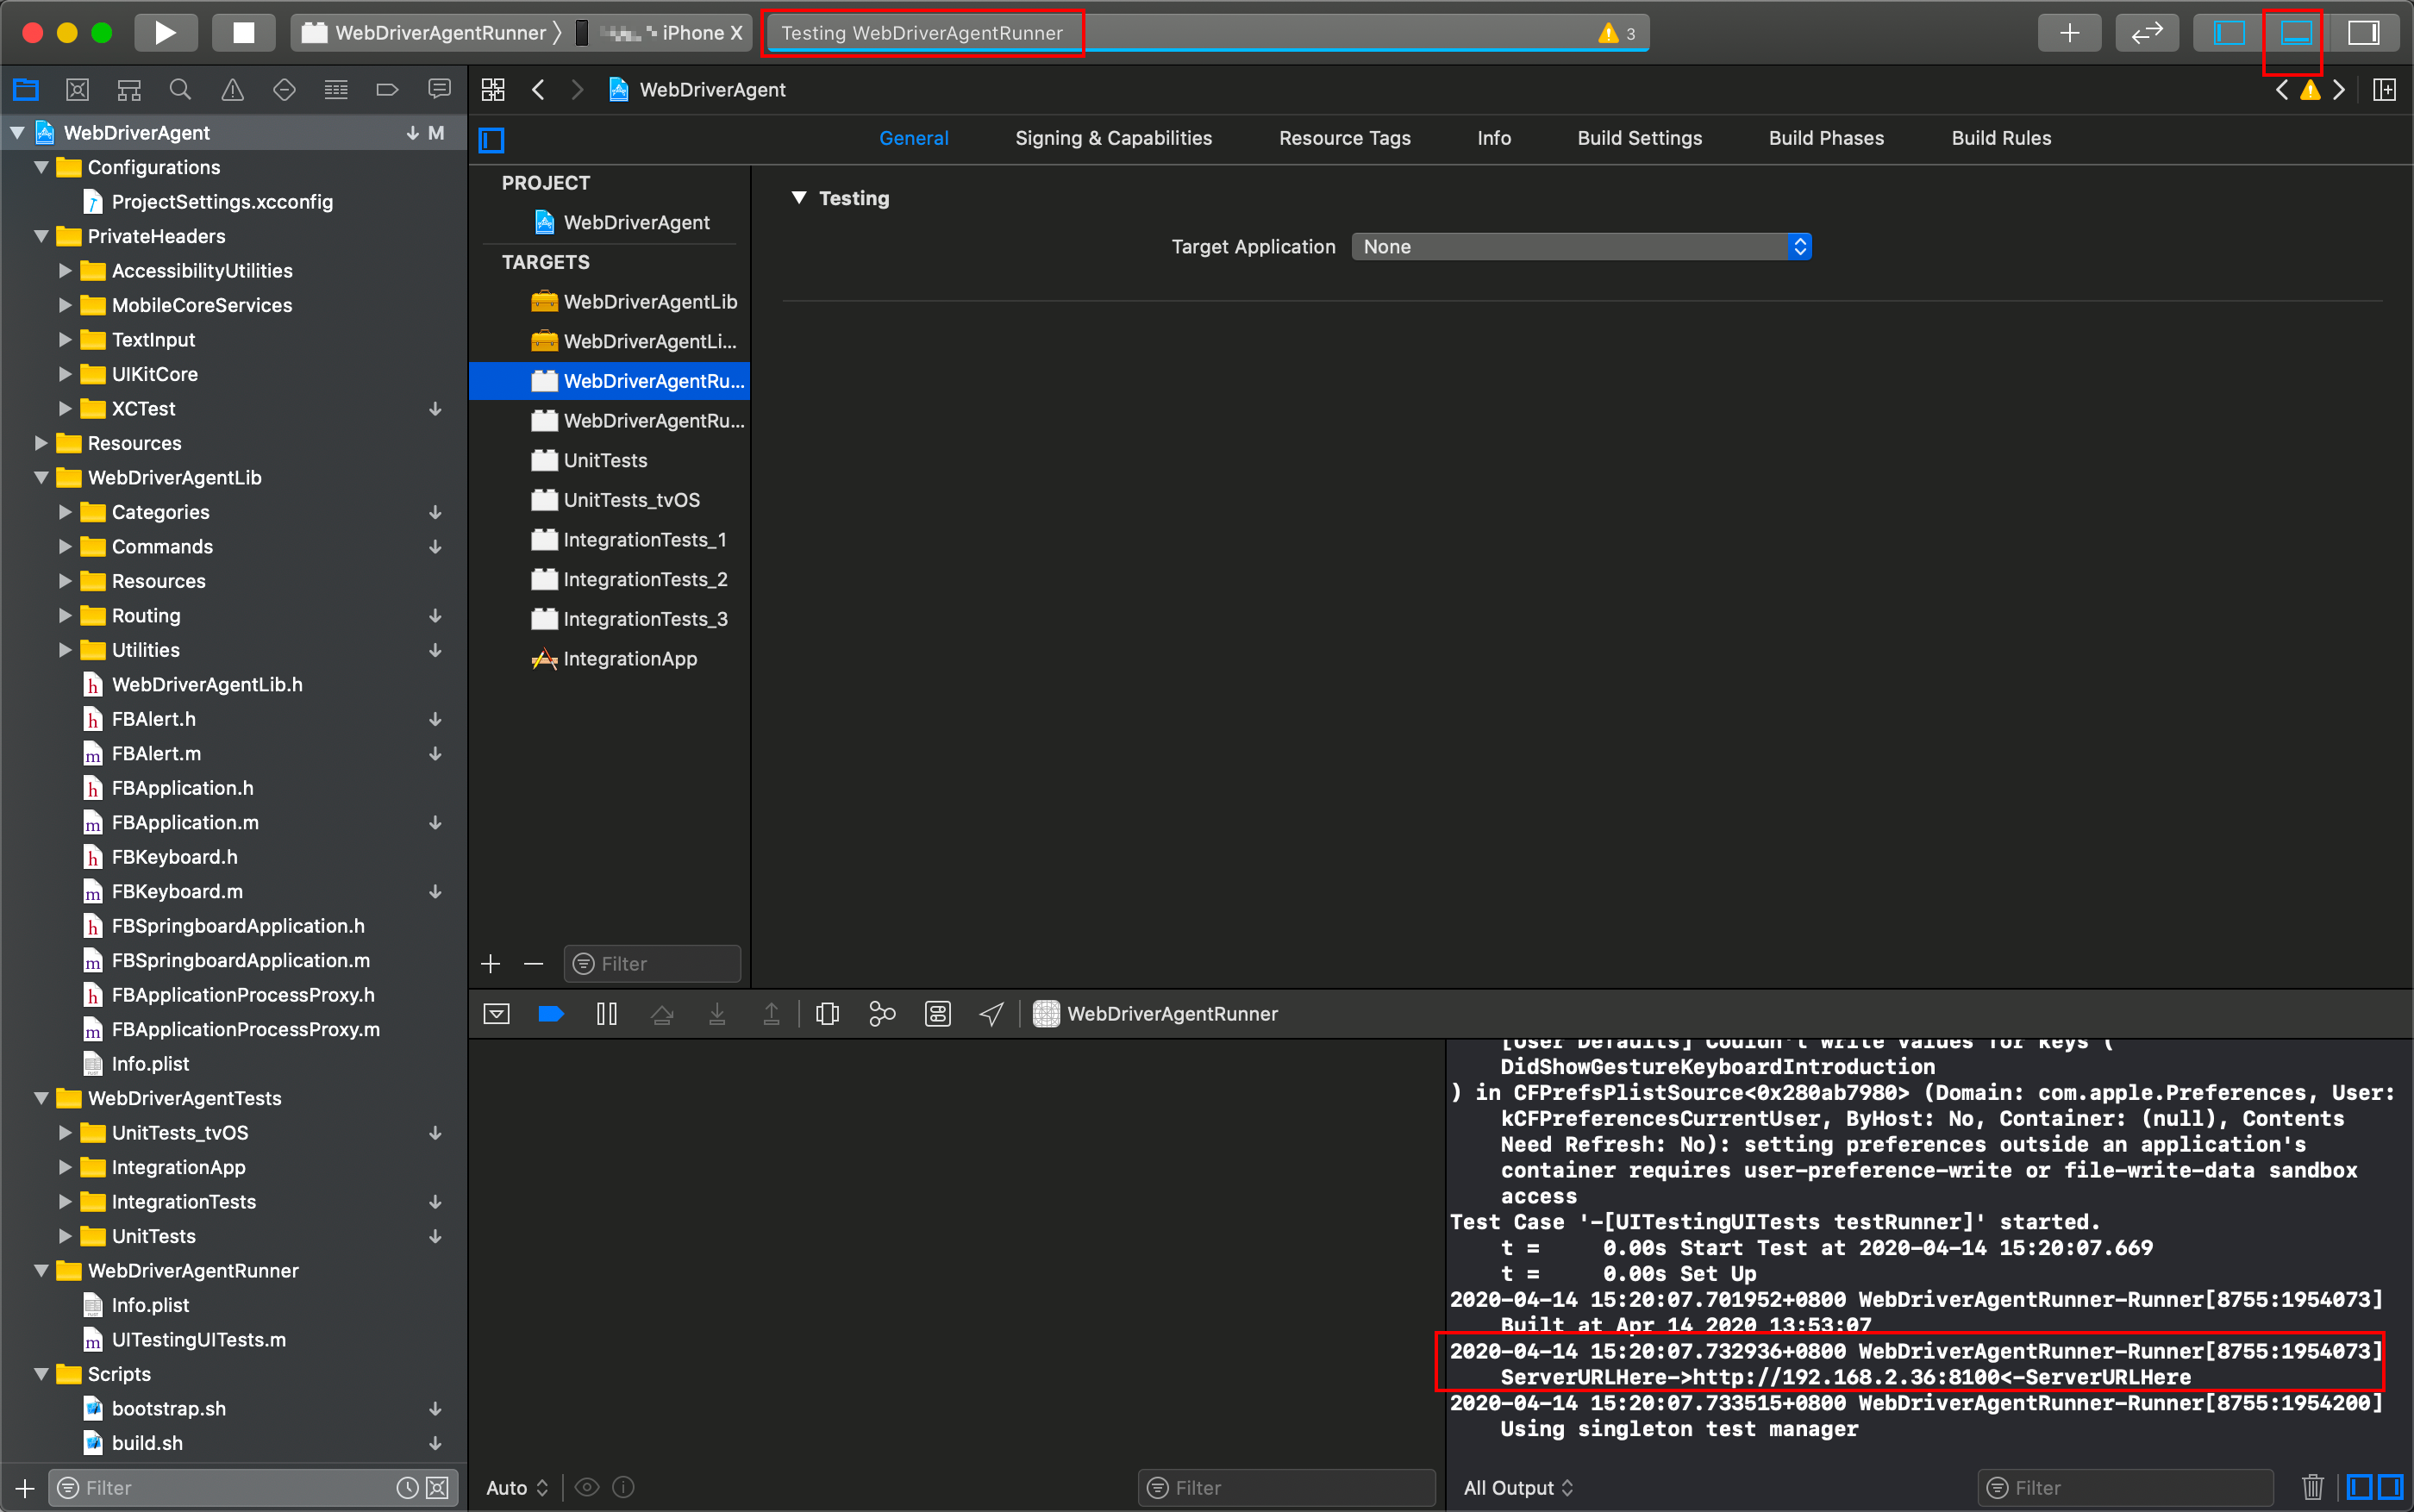 WebDriverAgentRunner
iPhone X
Testing WebDriverAgentRunner
3
WebDriverAgent
General
Signing & Capabilities
Resource Tags
Info
Build Settings
Build Phases
Build Rules
WebDriverAgent
M
Configurations
ProjectSettings.xcconfig
PrivateHeaders
AccessibilityUtilities
MobileCoreServices
TextInput
UIKitCore
XCTest
Resources
WebDriverAgentLib
Categories
Commands
Resources
Routing
Utilities
WebDriverAgentLib.h
FBAlert.h
FBAlert.m
FBApplication.h
FBApplication.m
FBKeyboard.h
FBKeyboard.m
FBSpringboardApplication.h
FBSpringboardApplication.m
FBApplicationProcessProxy.h
FBApplicationProcessProxy.m
Info.plist
WebDriverAgentTests
UnitTests_tvOS
IntegrationApp
IntegrationTests
UnitTests
WebDriverAgentRunner
Info.plist
UITestingUITests.m
Scripts
bootstrap.sh
build.sh
Filter
PROJECT
WebDriverAgent
TARGETS
WebDriverAgentLib
WebDriverAgentLi...
WebDriverAgentRu...
WebDriverAgentRu...
UnitTests
UnitTests_tvOS
IntegrationTests_1
IntegrationTests_2
IntegrationTests_3
IntegrationApp
Filter
Testing
Target Application
None
WebDriverAgentRunner
[User Defaults] Couldn't write values for keys (
DidShowGestureKeyboardIntroduction
) in CFPrefsPlistSource<0x280ab7980> (Domain: com.apple.Preferences, User:
kCFPreferencesCurrentUser, ByHost: No, Container: (null), Contents
Need Refresh: No): setting preferences outside an application's
container requires user-preference-write or file-write-data sandbox
access
Test Case '-[UITestingUITests testRunner]' started.
t =     0.00s Start Test at 2020-04-14 15:20:07.669
t =     0.00s Set Up
2020-04-14 15:20:07.701952+0800 WebDriverAgentRunner-Runner[8755:1954073]
Built at Apr 14 2020 13:53:07
2020-04-14 15:20:07.732936+0800 WebDriverAgentRunner-Runner[8755:1954073]
ServerURLHere->http://192.168.2.36:8100<-ServerURLHere
2020-04-14 15:20:07.733515+0800 WebDriverAgentRunner-Runner[8755:1954200]
Using singleton test manager
Auto
Filter
All Output
Filter